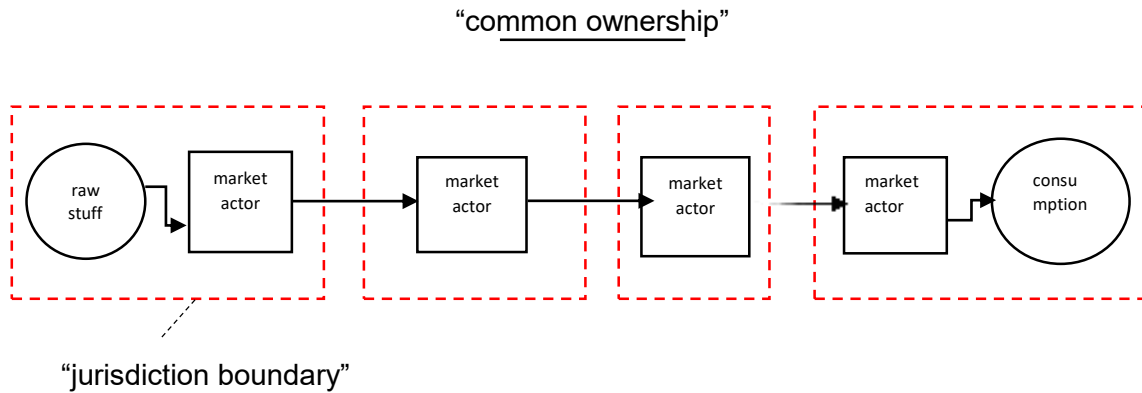 “common ownership”
raw
stuff
market
actor
market
actor
market
actor
market
actor
consu
mption
“jurisdiction boundary”